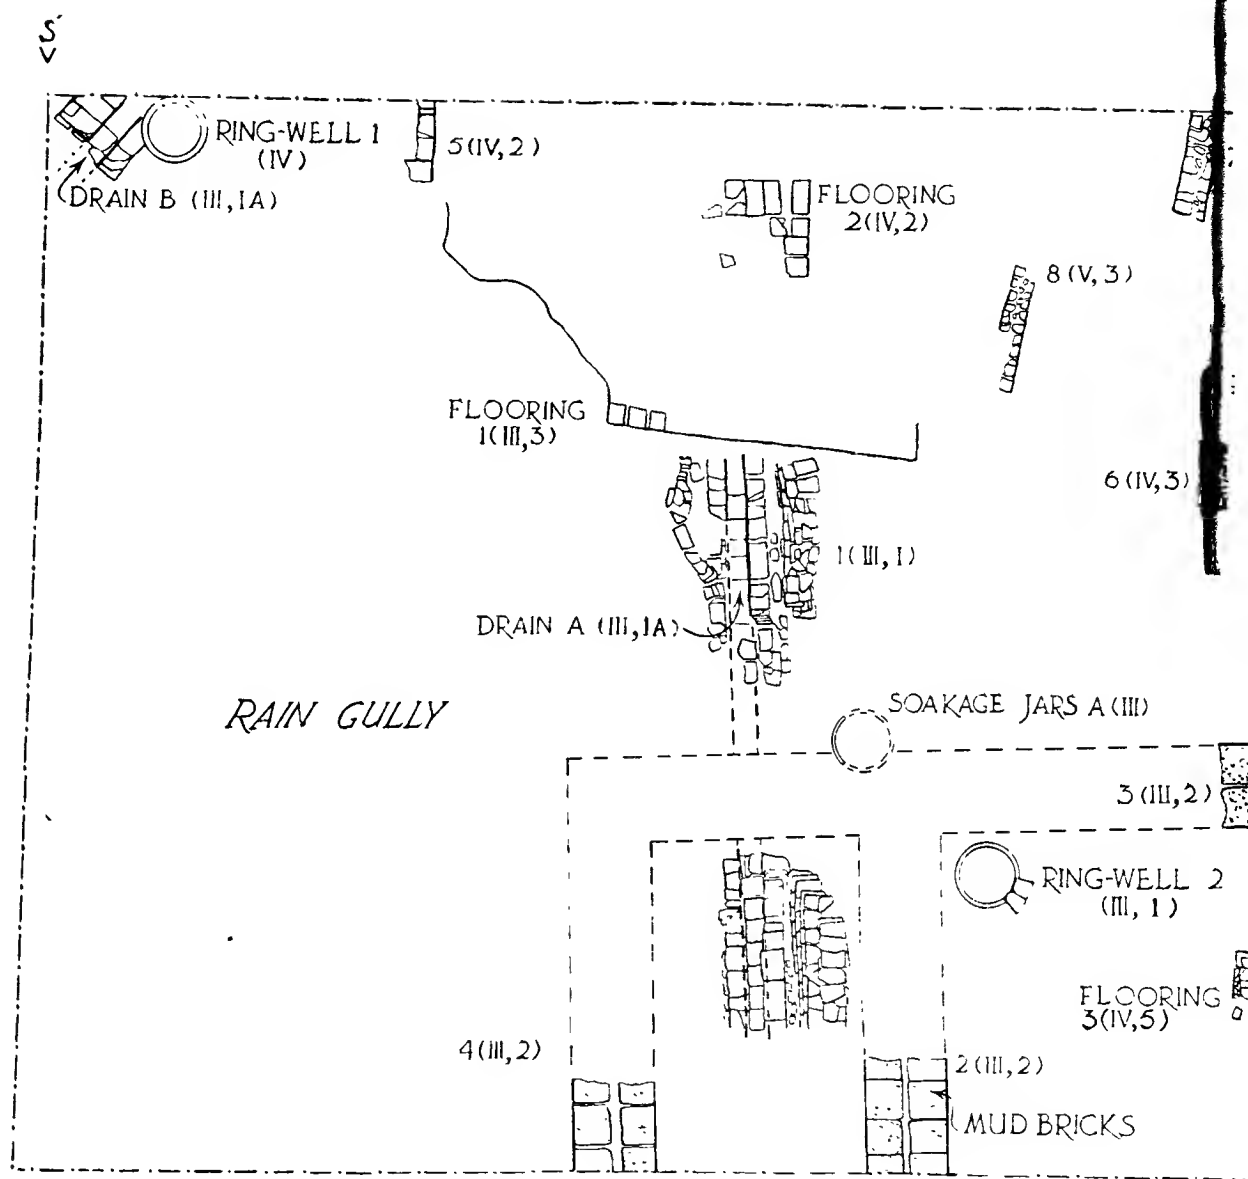 S
RING-WELL 1
(IV)
DRAIN B (III, 1A)
5(IV, 2)
FLOORING
2(IV, 2)
8(V, 3)
FLOORING
1(III, 3)
6(IV, 3)
1(III, 1)
DRAIN A (III, 1A)
RAIN GULLY
SOAKAGE JARS A(III)
3(III, 2)
RING-WELL 2
(III, 1)
FLOORING
3(IV, 5)
4(III, 2)
2(III, 2)
MUD BRICKS